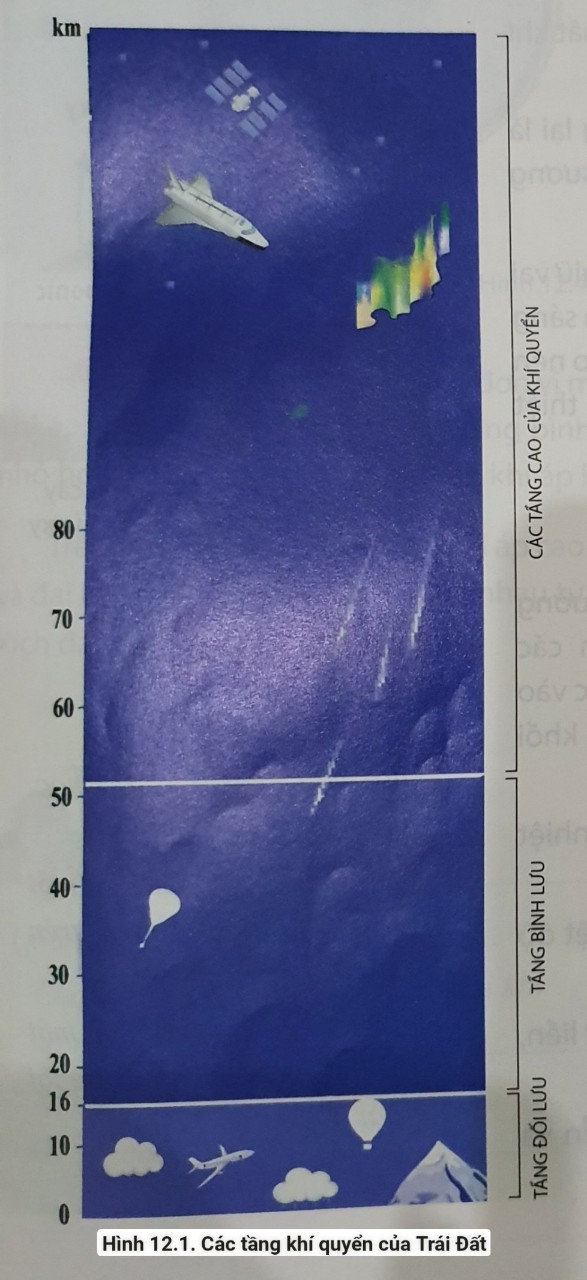 km
80
70
60
50
40
30
20
16
10
0
CÁC TẦNG CAO CỦA KHÍ QUYỂN
TẦNG BÌNH LƯU
TẦNG ĐỐI LƯU
Hình 12.1. Các tầng khí quyển của Trái Đất